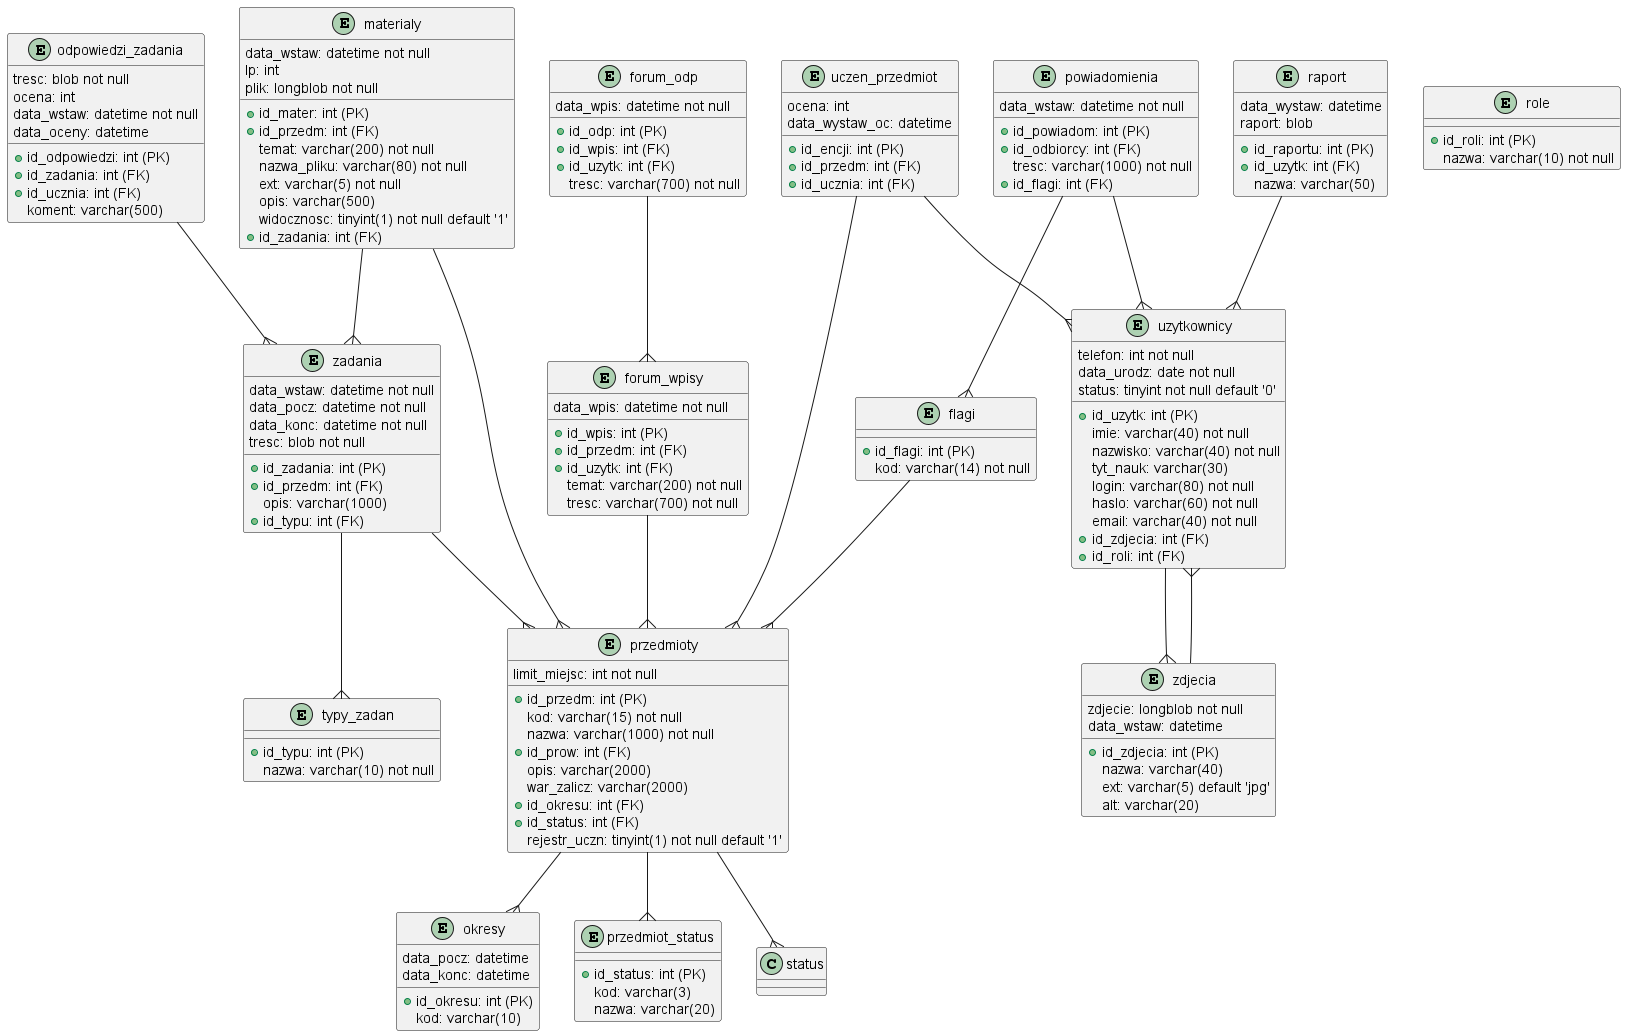 E odpowiedzi_zadania
tresc: blob not null
ocena: int
data_wstaw: datetime not null
data_oceny: datetime
id_odpowiedzi: int (PK)
id_zadania: int (FK)
id_ucznia: int (FK)
koment: varchar(500)
E materialy
data_wstaw: datetime not null
lp: int
plik: longblob not null
id_mater: int (PK)
id_przedm: int (FK)
temat: varchar(200) not null
nazwa_pliku: varchar(80) not null
ext: varchar(5) not null
opis: varchar(500)
widocznosc: tinyint(1) not null default '1'
id_zadania: int (FK)
E forum_odp
data_wpis: datetime not null
id_odp: int (PK)
id_wpis: int (FK)
id_uzytk: int (FK)
tresc: varchar(700) not null
E uczen_przedmiot
ocena: int
data_wystaw_oc: datetime
id_encji: int (PK)
id_przedm: int (FK)
id_ucznia: int (FK)
E powiadomienia
data_wstaw: datetime not null
id_powiadom: int (PK)
id_odbiorcy: int (FK)
tresc: varchar(1000) not null
id_flagi: int (FK)
E raport
data_wystaw: datetime
raport: blob
id_raportu: int (PK)
id_uzytk: int (FK)
nazwa: varchar(50)
E role
id_roli: int (PK)
nazwa: varchar(10) not null
E zadania
data_wstaw: datetime not null
data_pocz: datetime not null
data_konc: datetime not null
tresc: blob not null
id_zadania: int (PK)
id_przedm: int (FK)
opis: varchar(1000)
id_typu: int (FK)
E forum_wpisy
data_wpis: datetime not null
id_wpis: int (PK)
id_przedm: int (FK)
id_uzytk: int (FK)
temat: varchar(200) not null
tresc: varchar(700) not null
E flagi
id_flagi: int (PK)
kod: varchar(14) not null
E uzytkownicy
telefon: int not null
data_urodz: date not null
status: tinyint not null default '0'
id_uzytk: int (PK)
imie: varchar(40) not null
nazwisko: varchar(40) not null
tyt_nauk: varchar(30)
login: varchar(80) not null
haslo: varchar(60) not null
email: varchar(40) not null
id_zdjecia: int (FK)
id_roli: int (FK)
E typy_zadan
id_typu: int (PK)
nazwa: varchar(10) not null
E przedmioty
limit_miejsc: int not null
id_przedm: int (PK)
kod: varchar(15) not null
nazwa: varchar(1000) not null
id_prow: int (FK)
opis: varchar(2000)
war_zalicz: varchar(2000)
id_okresu: int (FK)
id_status: int (FK)
rejestr_uczn: tinyint(1) not null default '1'
E zdjecia
zdjecie: longblob not null
data_wstaw: datetime
id_zdjecia: int (PK)
nazwa: varchar(40)
ext: varchar(5) default 'jpg'
alt: varchar(20)
E okresy
data_pocz: datetime
data_konc: datetime
id_okresu: int (PK)
kod: varchar(10)
E przedmiot_status
id_status: int (PK)
kod: varchar(3)
nazwa: varchar(20)
C status